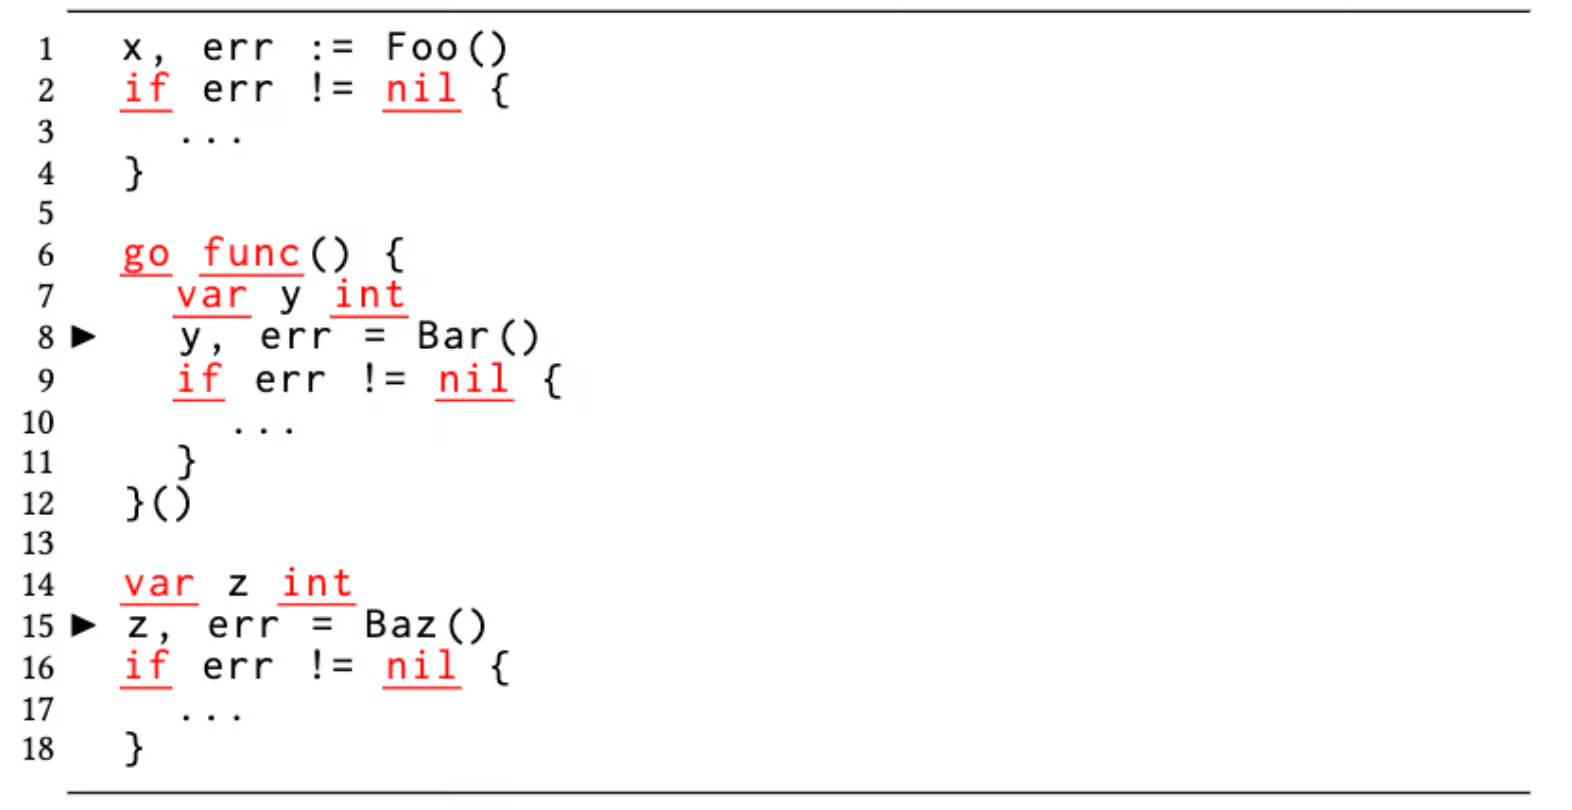 1 x, err := Foo()
2 if err != nil {
3 ...
4 }
5
6 go func() {
7 var y int
8 ► y, err = Bar()
9 if err != nil {
10 ...
11 }
12 }()
13
14 var z int
15 ► z, err = Baz()
16 if err != nil {
17 ...
18 }